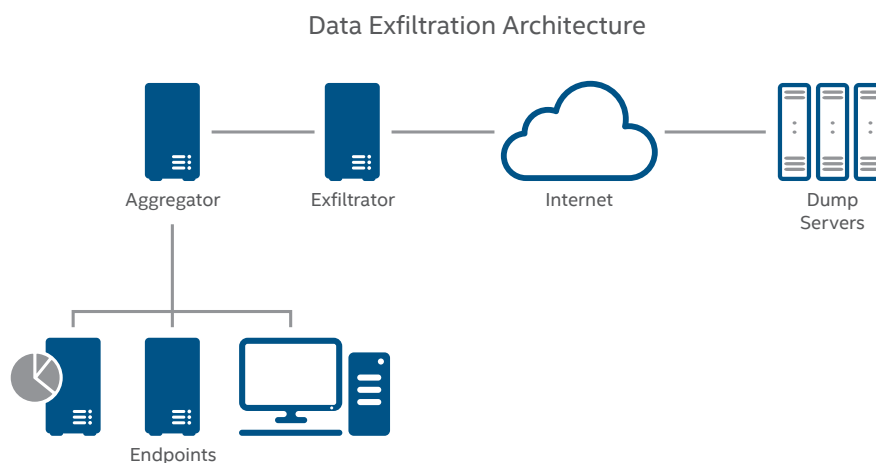 Data Exfiltration Architecture
Aggregator
Exfiltrator
Internet
Dump
Servers
Endpoints